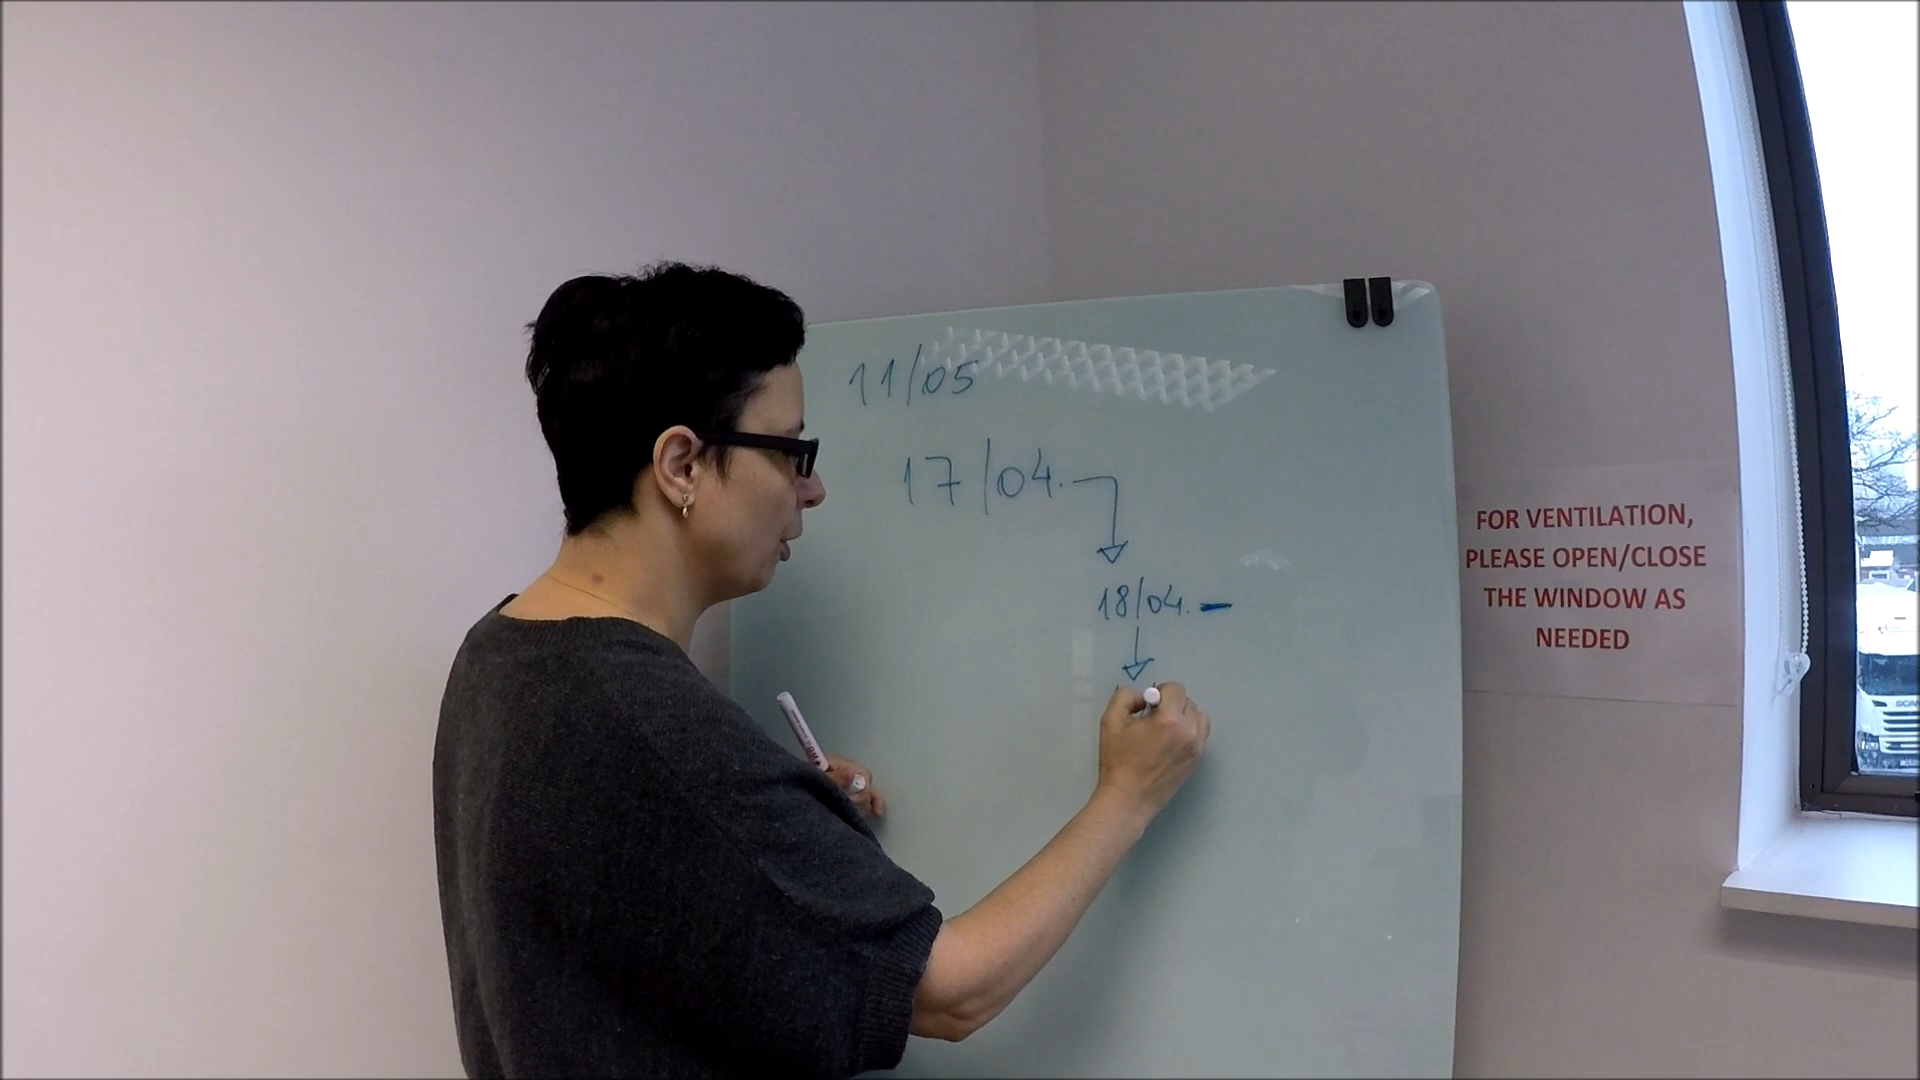 11/05
17/04.
18/04. -
FOR VENTILATION,
PLEASE OPEN/CLOSE
THE WINDOW AS
NEEDED